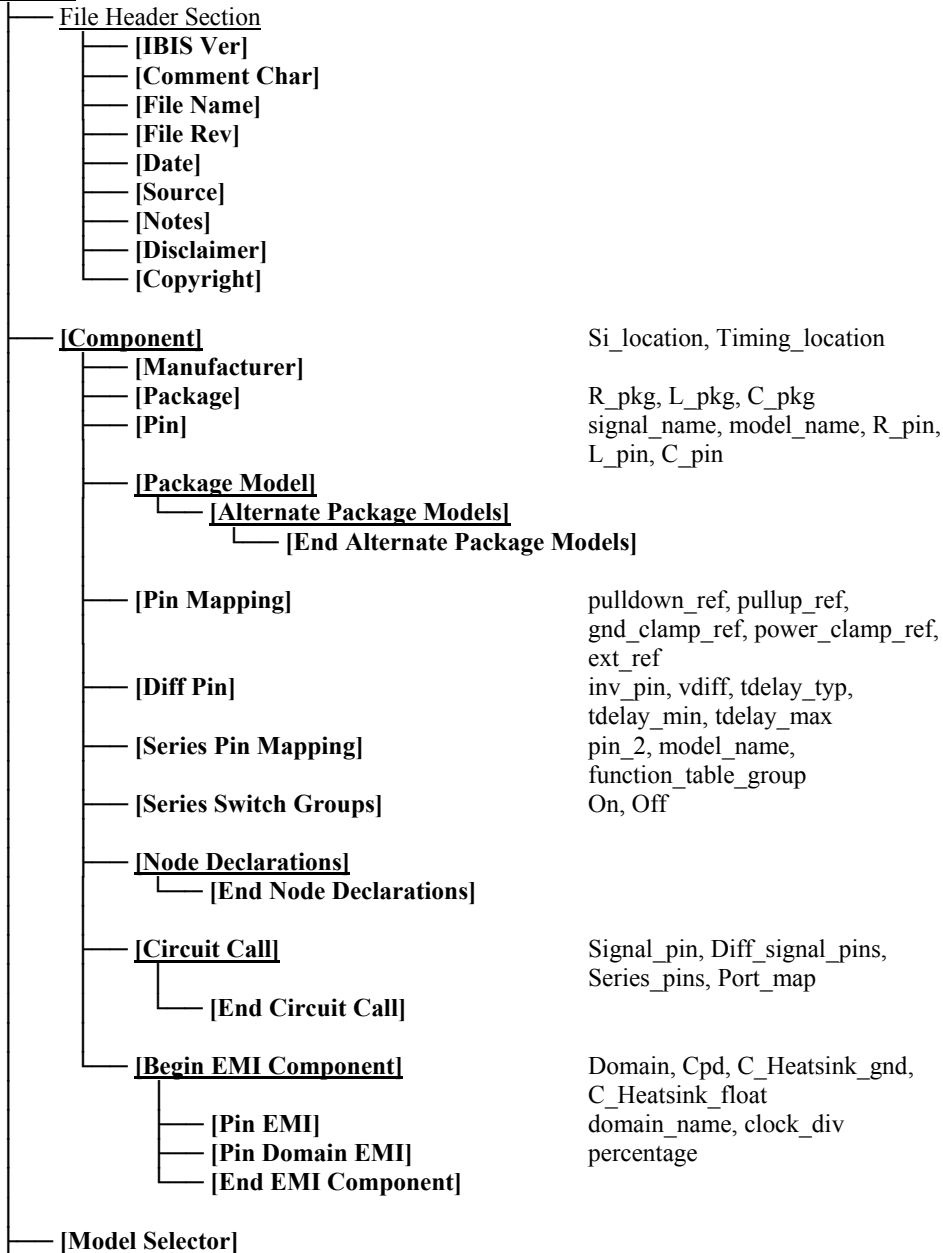 File Header Section
[IBIS Ver]
[Comment Char]
[File Name]
[File Rev]
[Date]
[Source]
[Notes]
[Disclaimer]
[Copyright]
[Component] Si_location, Timing_location
[Manufacturer]
[Package] R_pkg, L_pkg, C_pkg
[Pin] signal_name, model_name, R_pin,
L_pin, C_pin
[Package Model]
[Alternate Package Models]
[End Alternate Package Models]
[Pin Mapping] pulldown_ref, pullup_ref,
gnd_clamp_ref, power_clamp_ref,
ext_ref
[Diff Pin] inv_pin, vdiff, tdelay_typ,
tdelay_min, tdelay_max
[Series Pin Mapping] pin_2, model_name,
function_table_group
[Series Switch Groups] On, Off
[Node Declarations]
[End Node Declarations]
[Circuit Call] Signal_pin, Diff_signal_pins,
Series_pins, Port_map
[End Circuit Call]
[Begin EMI Component] Domain, Cpd, C_Heatsink_gnd,
C_Heatsink_float
[Pin EMI] domain_name, clock_div
[Pin Domain EMI] percentage
[End EMI Component]
[Model Selector]